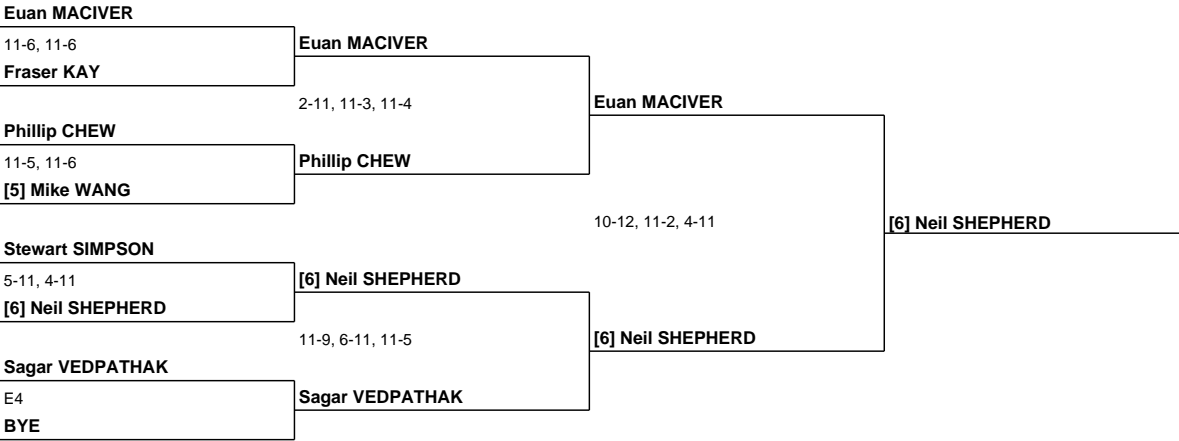 Euan MACIVER
11-6, 11-6
Fraser KAY
Phillip CHEW
11-5, 11-6
[5] Mike WANG
Stewart SIMPSON
5-11, 4-11
[6] Neil SHEPHERD
Sagar VEDPATHAK
E4
BYE
Euan MACIVER
2-11, 11-3, 11-4
Phillip CHEW
[6] Neil SHEPHERD
11-9, 6-11, 11-5
Sagar VEDPATHAK
Euan MACIVER
10-12, 11-2, 4-11
[6] Neil SHEPHERD
[6] Neil SHEPHERD